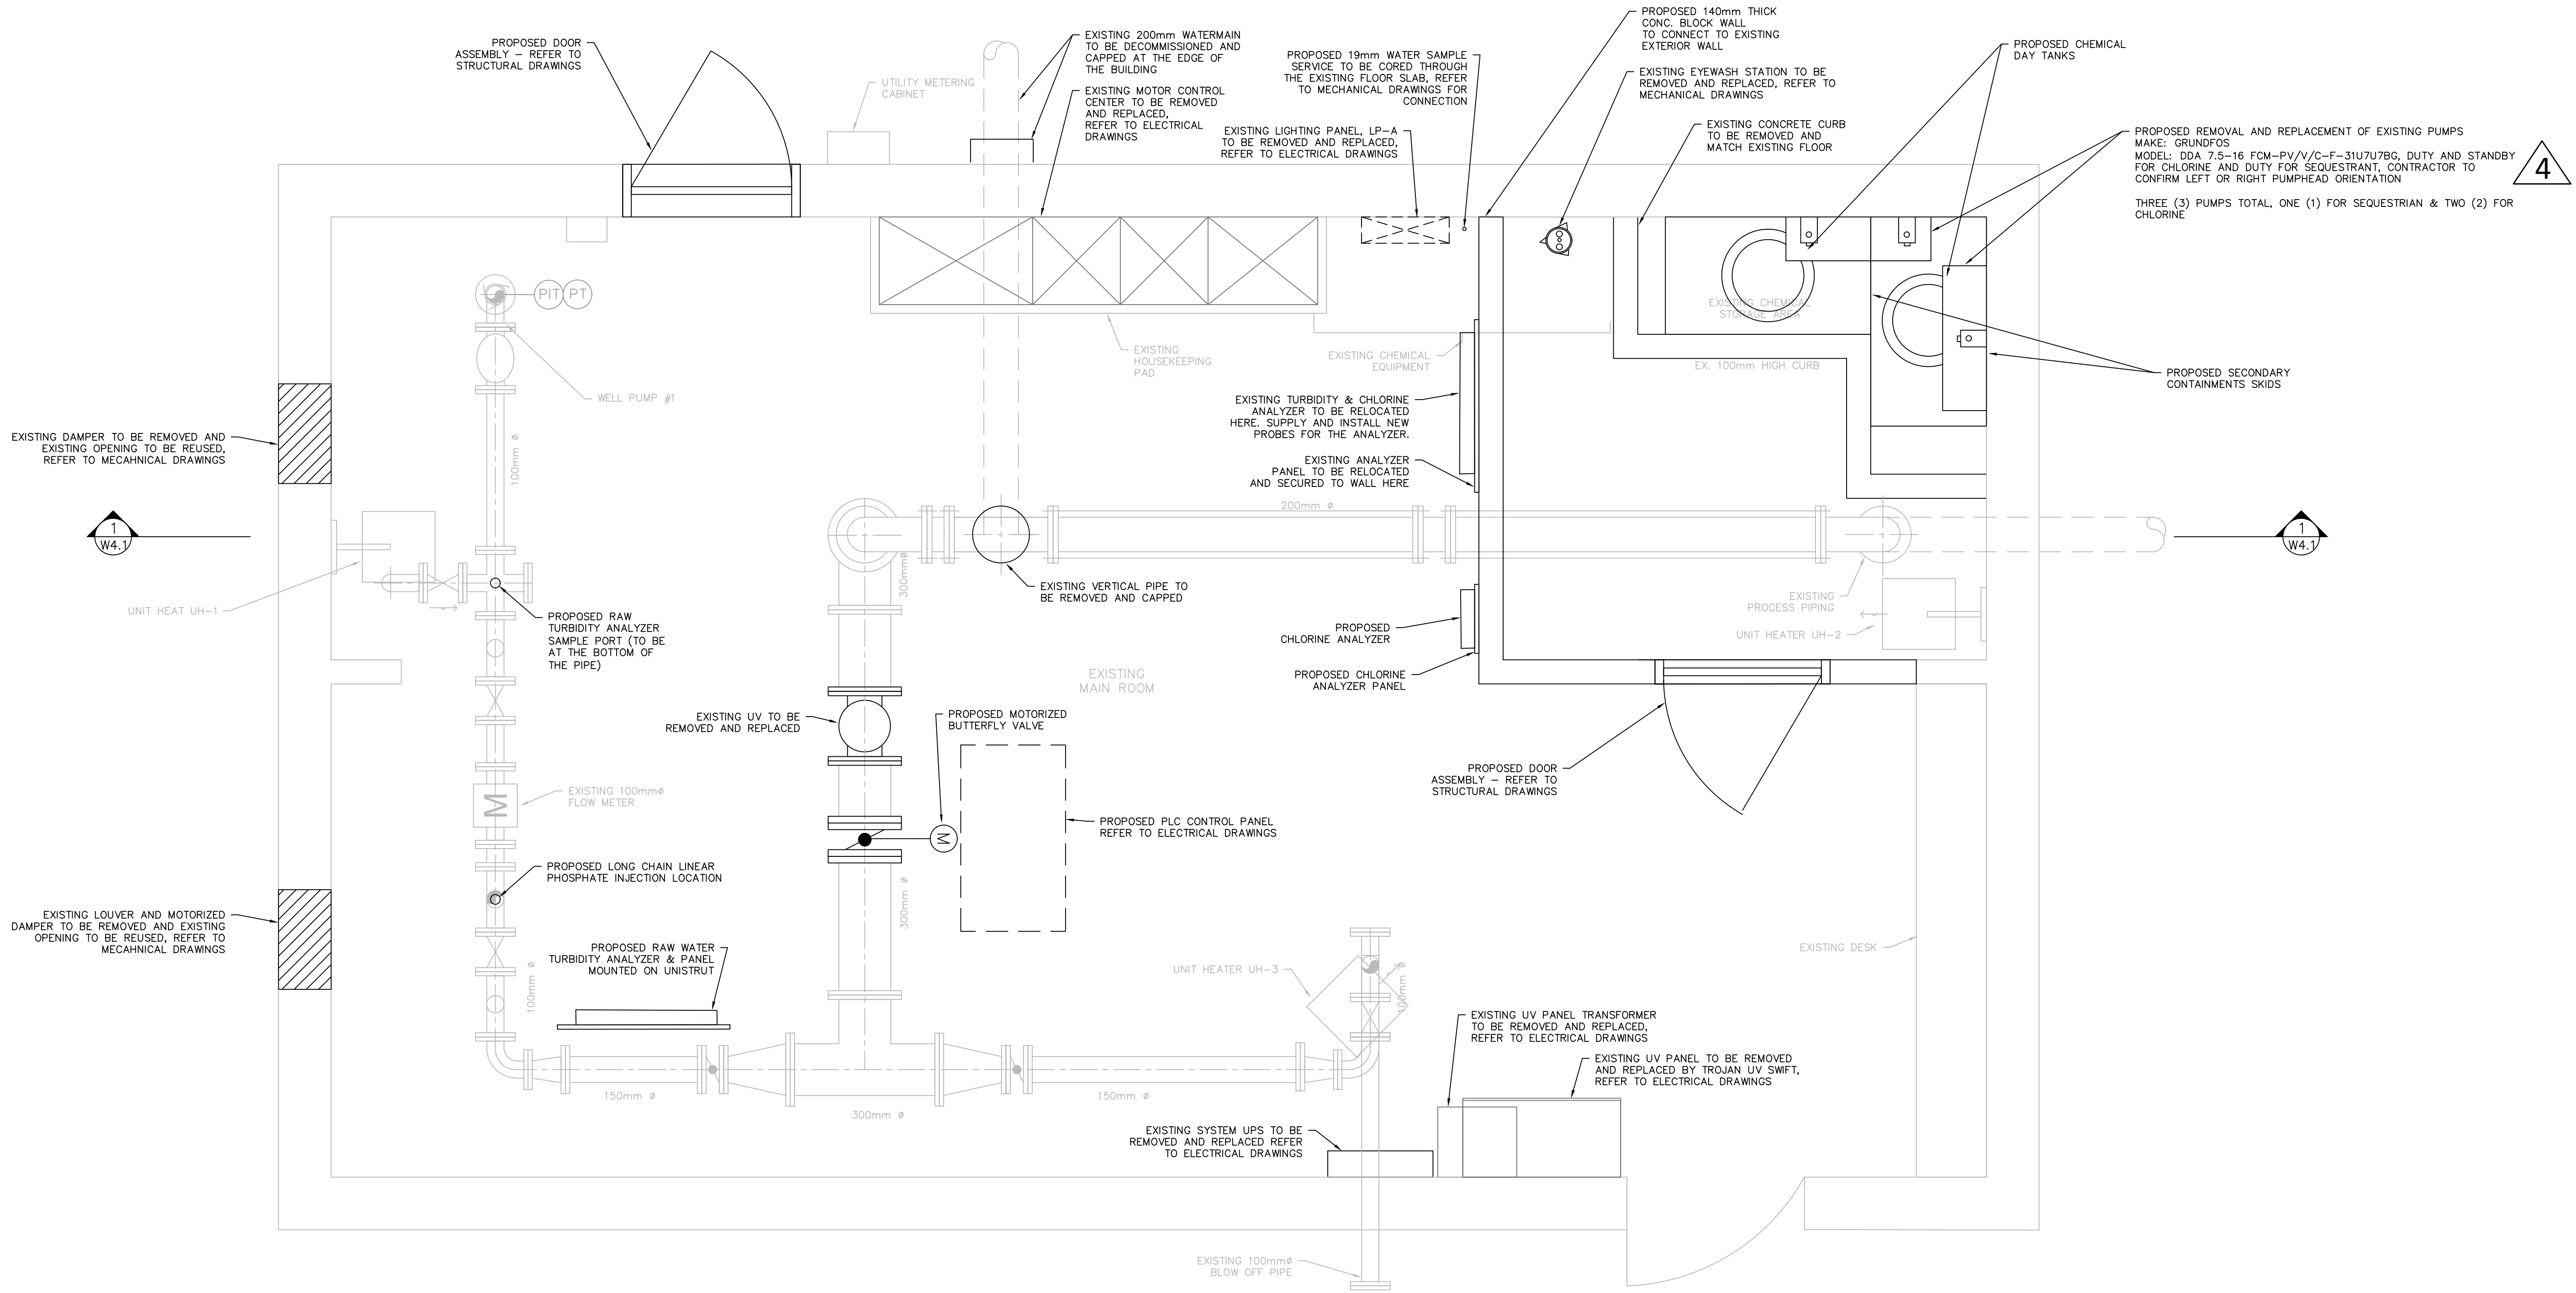 PROPOSED DOOR
ASSEMBLY – REFER TO
STRUCTURAL DRAWINGS
UTILITY METERING
CABINET
EXISTING 200mm WATERMAIN
TO BE DECOMMISSIONED AND
CAPPED AT THE EDGE OF
THE BUILDING
EXISTING MOTOR CONTROL
CENTER TO BE REMOVED
AND REPLACED,
REFER TO ELECTRICAL
DRAWINGS
PROPOSED 19mm WATER SAMPLE
SERVICE TO BE CORED THROUGH
THE EXISTING FLOOR SLAB, REFER
TO MECHANICAL DRAWINGS FOR
CONNECTION
EXISTING LIGHTING PANEL, LP–A
TO BE REMOVED AND REPLACED,
REFER TO ELECTRICAL DRAWINGS
PROPOSED 140mm THICK
CONC. BLOCK WALL
TO CONNECT TO EXISTING
EXTERIOR WALL
EXISTING EYEWASH STATION TO BE
REMOVED AND REPLACED, REFER TO
MECHANICAL DRAWINGS
EXISTING CONCRETE CURB
TO BE REMOVED AND
MATCH EXISTING FLOOR
PROPOSED CHEMICAL
DAY TANKS
PROPOSED REMOVAL AND REPLACEMENT OF EXISTING PUMPS
MAKE: GRUNDFOS
MODEL: DDA 7.5–16 FCM–PV/V/C–F–31U7U7BG, DUTY AND STANDBY
FOR CHLORINE AND DUTY FOR SEQUESTRANT, CONTRACTOR TO
CONFIRM LEFT OR RIGHT PUMPHEAD ORIENTATION
THREE (3) PUMPS TOTAL, ONE (1) FOR SEQUESTRIAN & TWO (2) FOR
CHLORINE
4
PIT
PT
WELL PUMP #1
EXISTING
HOUSEKEEPING
PAD
EXISTING CHEMICAL
EQUIPMENT
EXISTING CHEMICAL
STORAGE AREA
EX. 100mm HIGH CURB
PROPOSED SECONDARY
CONTAINMENTS SKIDS
EXISTING TURBIDITY & CHLORINE
ANALYZER TO BE RELOCATED
HERE. SUPPLY AND INSTALL NEW
PROBES FOR THE ANALYZER.
EXISTING ANALYZER
PANEL TO BE RELOCATED
AND SECURED TO WALL HERE
EXISTING DAMPER TO BE REMOVED AND
EXISTING OPENING TO BE REUSED,
REFER TO MECAHNICAL DRAWINGS
100mm ø
200mm ø
1
W4.1
1
W4.1
300mmø
EXISTING VERTICAL PIPE TO
BE REMOVED AND CAPPED
UNIT HEAT UH–1
PROPOSED RAW
TURBIDITY ANALYZER
SAMPLE PORT (TO BE
AT THE BOTTOM OF
THE PIPE)
EXISTING
PROCESS PIPING
UNIT HEATER UH–2
PROPOSED
CHLORINE ANALYZER
PROPOSED CHLORINE
ANALYZER PANEL
EXISTING
MAIN ROOM
EXISTING UV TO BE
REMOVED AND REPLACED
PROPOSED MOTORIZED
BUTTERFLY VALVE
M
PROPOSED DOOR
ASSEMBLY – REFER TO
STRUCTURAL DRAWINGS
M
EXISTING 100mmø
FLOW METER
PROPOSED PLC CONTROL PANEL
REFER TO ELECTRICAL DRAWINGS
PROPOSED LONG CHAIN LINEAR
PHOSPHATE INJECTION LOCATION
300mm ø
EXISTING LOUVER AND MOTORIZED
DAMPER TO BE REMOVED AND EXISTING
OPENING TO BE REUSED, REFER TO
MECAHNICAL DRAWINGS
PROPOSED RAW WATER
TURBIDITY ANALYZER & PANEL
MOUNTED ON UNISTRUT
100mm ø
UNIT HEATER UH–3
100mm ø
EXISTING DESK
EXISTING UV PANEL TRANSFORMER
TO BE REMOVED AND REPLACED,
REFER TO ELECTRICAL DRAWINGS
EXISTING UV PANEL TO BE REMOVED
AND REPLACED BY TROJAN UV SWIFT,
REFER TO ELECTRICAL DRAWINGS
150mm ø
300mm ø
150mm ø
EXISTING SYSTEM UPS TO BE
REMOVED AND REPLACED REFER
TO ELECTRICAL DRAWINGS
EXISTING 100mmø
BLOW OFF PIPE